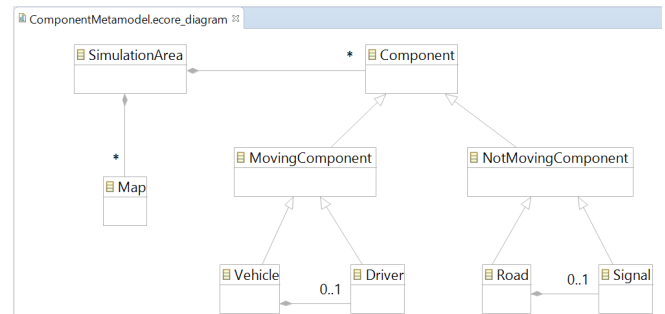 ComponentMetamodel.ecore_diagram
SimulationArea
*
Component
MovingComponent
NotMovingComponent
*
Map
Vehicle
0..1
Driver
Road
0..1
Signal